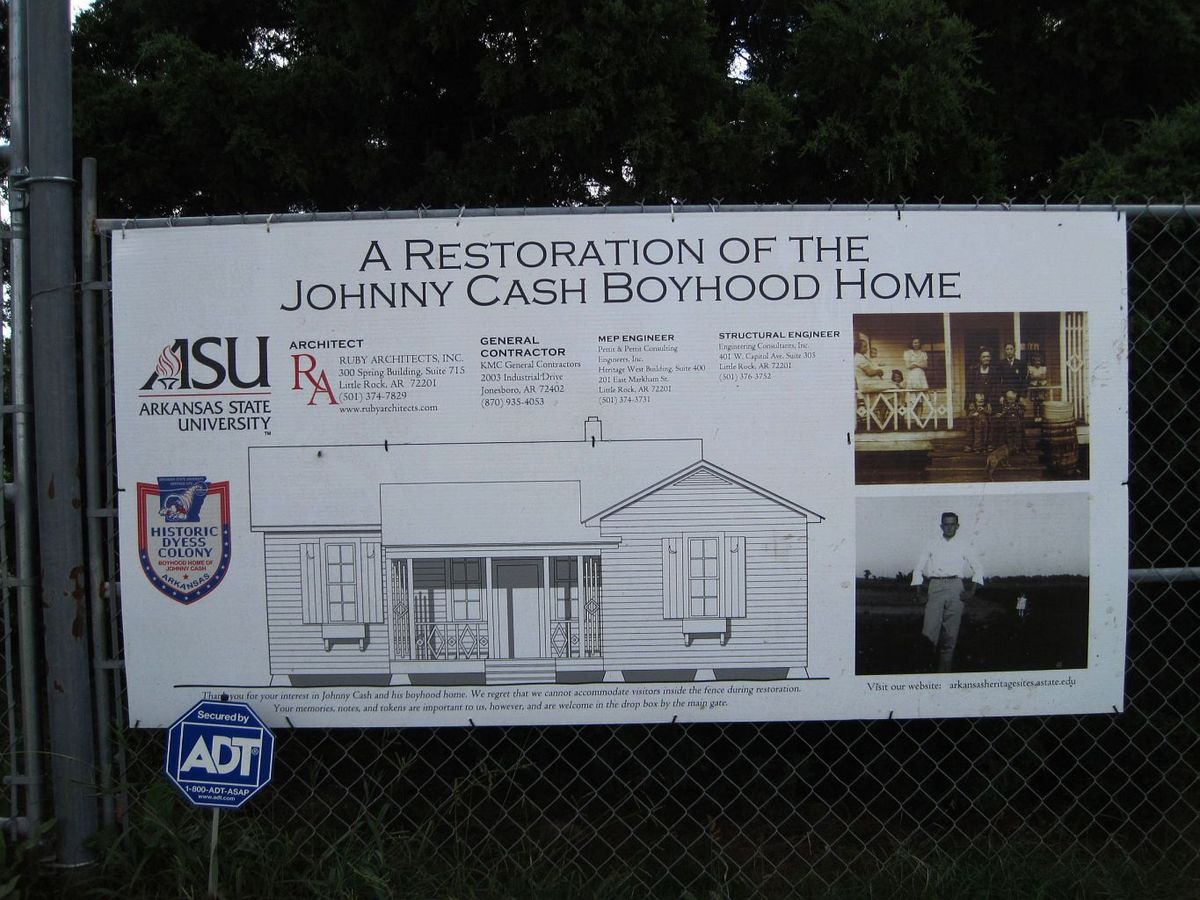 A RESTORATION OF THE
JOHNNY CASH BOYHOOD HOME
ASU
ARKANSAS STATE
UNIVERSITY
TM
ARCHITECT
RA
RUBY ARCHITECTS, INC.
300 Spring Building, Suite 715
Little Rock, AR 72201
(501) 374-7829
www.rubyarchitects.com
GENERAL
CONTRACTOR
KMC General Contractors
2003 Industrial Drive
Jonesboro, AR 72402
(870) 935-4053
MEP ENGINEER
Pettit & Pettit Consulting
Engineers, Inc.
Heritage West Building, Suite 400
201 East Markham St.
Little Rock, AR 72201
(501) 374-3731
STRUCTURAL ENGINEER
Engineering Consultants, Inc.
401 W. Capitol Ave. Suite 305
Little Rock, AR 72201
(501) 376-3752
HISTORIC
DYESS
COLONY
BOYHOOD HOME OF
JOHNNY CASH
ARKANSAS
Thank you for your interest in Johnny Cash and his boyhood home. We regret that we cannot accommodate visitors inside the fence during restoration.
Your memories, notes, and tokens are important to us, however, and are welcome in the drop box by the main gate.
Visit our website: arkansasheritagesites.astate.edu
Secured by
ADT®
1-800-ADT-ASAP
www.adt.com